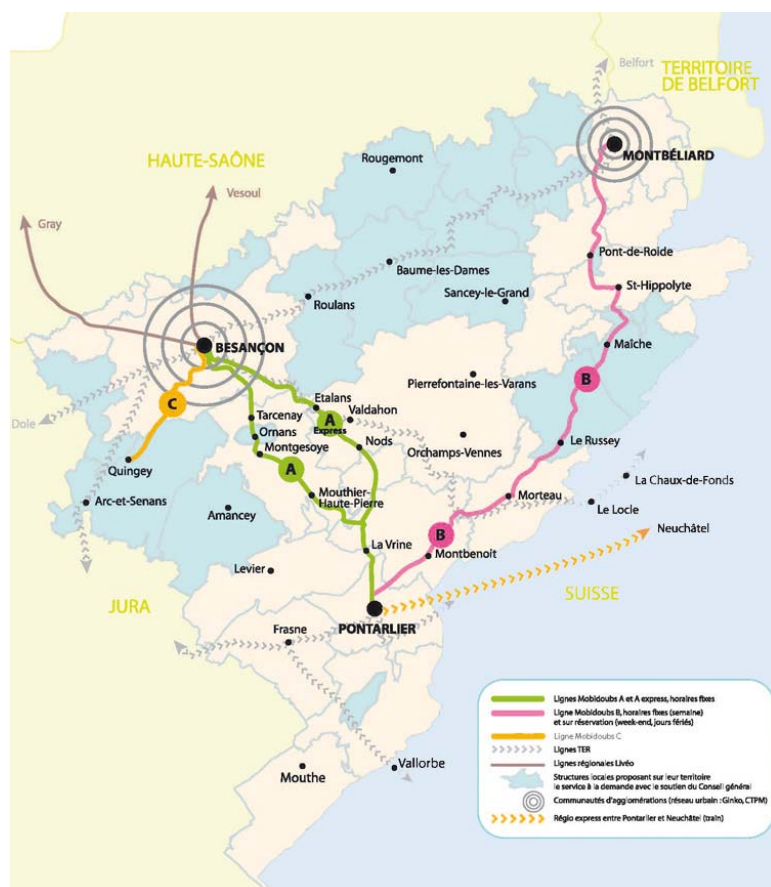 Belfort
TERRITOIRE
DE BELFORT
MONTBÉLIARD
HAUTE-SAÔNE
Rougemont
Vesoul
Gray
Pont-de-Roide
Baume-les-Dames
St-Hippolyte
Sancey-le-Grand
Roulans
BESANÇON
Maîche
Pierrefontaine-les-Varans
B
C
Etalans
Valdahon
A
Express
Dole
Tarcenay
Ornans
Nods
Orchamps-Vennes
Le Russey
Montgesoye
Quingey
A
La Chaux-de-Fonds
Arc-et-Senans
Mouthier-
Haute-Pierre
Morteau
Le Locle
Amancey
Neuchâtel
B
La Vrine
Montbenoit
Levier
SUISSE
JURA
PONTARLIER
Frasne
Mouthe
Vallorbe
Lignes Mobidoubs A et A express, horaires fixes
Ligne Mobidoubs B, horaires fixes (semaine)
et sur réservation (week-end, jours fériés)
Ligne Mobidoubs C
Lignes TER
Lignes régionales Livéo
Structures locales proposant sur leur territoire
le service à la demande avec le soutien du Conseil général
Communautés d'agglomérations (réseau urbain : Ginko, CTPM)
Régio express entre Pontarlier et Neuchâtel (train)